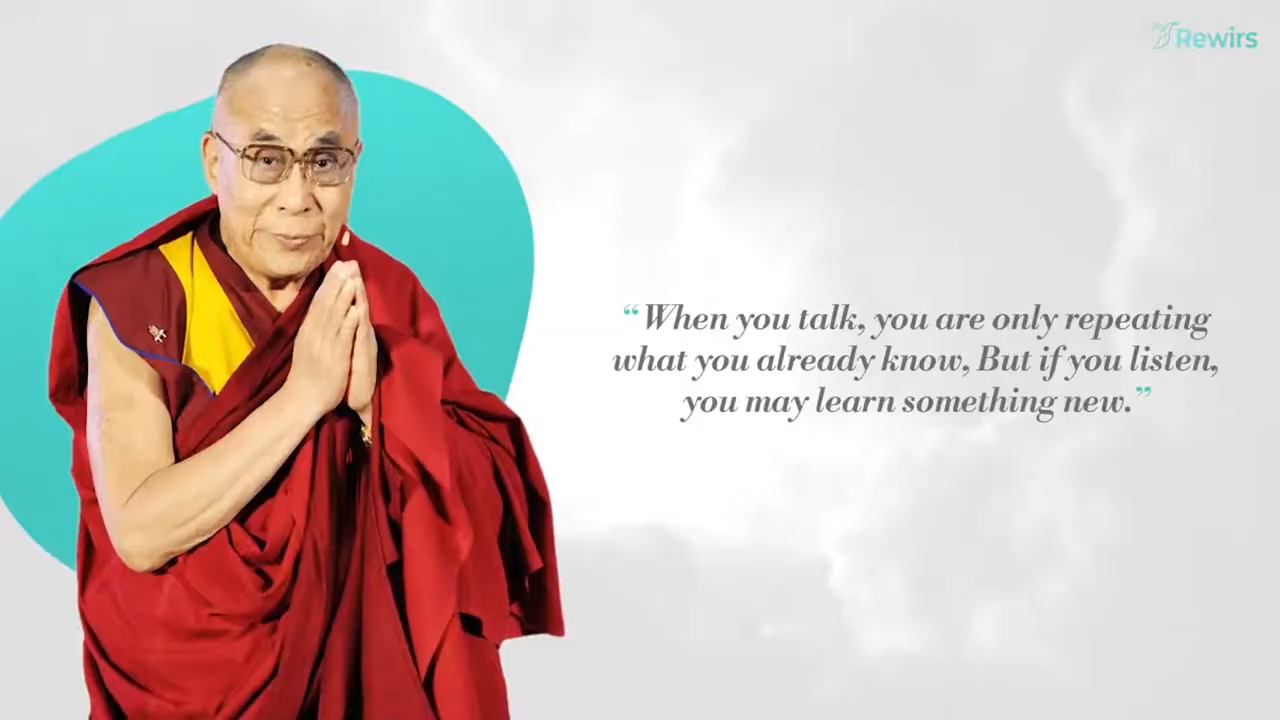 Rewirs
“When you talk, you are only repeating
what you already know, But if you listen,
you may learn something new.”